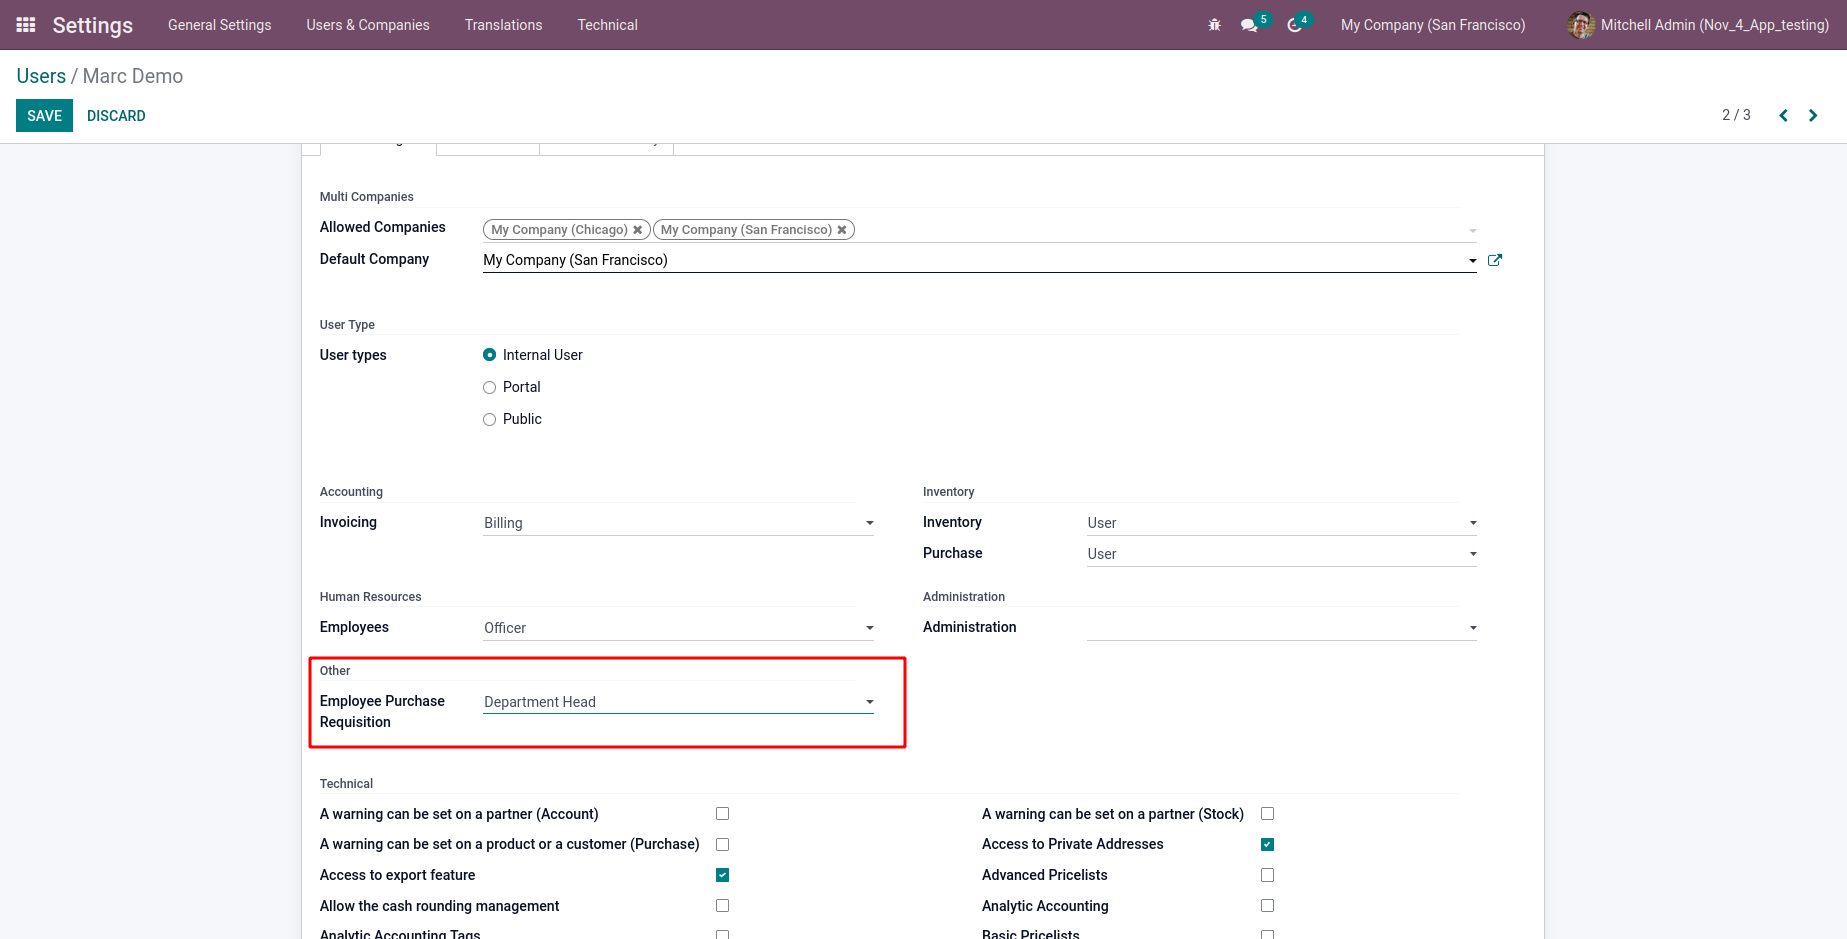 Settings General Settings Users & Companies Translations Technical 5 4 My Company (San Francisco) Mitchell Admin (Nov_4_App_testing)
Users / Marc Demo
SAVE DISCARD 2 / 3
Multi Companies
Allowed Companies My Company (Chicago) My Company (San Francisco)
Default Company My Company (San Francisco)
User Type
User types Internal User
Portal
Public
Accounting Inventory
Invoicing Billing Inventory User
Purchase User
Human Resources Administration
Employees Officer Administration
Other
Employee Purchase Department Head
Requisition
Technical
A warning can be set on a partner (Account) A warning can be set on a partner (Stock)
A warning can be set on a product or a customer (Purchase) Access to Private Addresses
Access to export feature Advanced Pricelists
Allow the cash rounding management Analytic Accounting
Analytic Accounting Tags Basic Pricelists